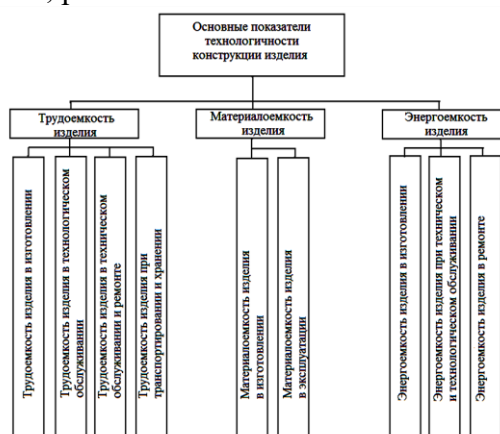 Основные показатели
технологичности
конструкции изделия
Трудоемкость
изделия
Материалоемкость
изделия
Энергоемкость
изделия
Трудоемкость изделия в изготовлении
Трудоемкость изделия в технологическом
обслуживании
Трудоемкость изделия в техническом
обслуживании и ремонте
Трудоемкость изделия при
транспортировании и хранении
Материалоемкость изделия
в изготовлении
Материалоемкость изделия
в эксплуатации
Энергоемкость изделия в изготовлении
Энергоемкость изделия при техническом
и технологическом обслуживании
Энергоемкость изделия в ремонте